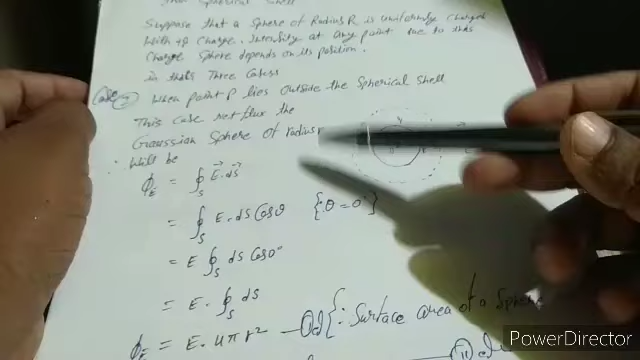 Spherical Shell
Suppose that a Sphere of Radius R is uniformly charged
With +q Charge. Intensity at any point due to this
Charge Sphere depends on its position.
in that's Three Cases
When point P lies outside the Spherical Shell
This Case net flux the
Gaussian Sphere of radius r
∴ Will be
ϕE = ∮S E⃗·dS⃗
= ∮S E·dS Cosθ {∵θ=0°}
= E ∮S dS Cos0°
= E·∮S dS
ϕE = E·4πr² {∵ Surface area of a Sphere
PowerDirector